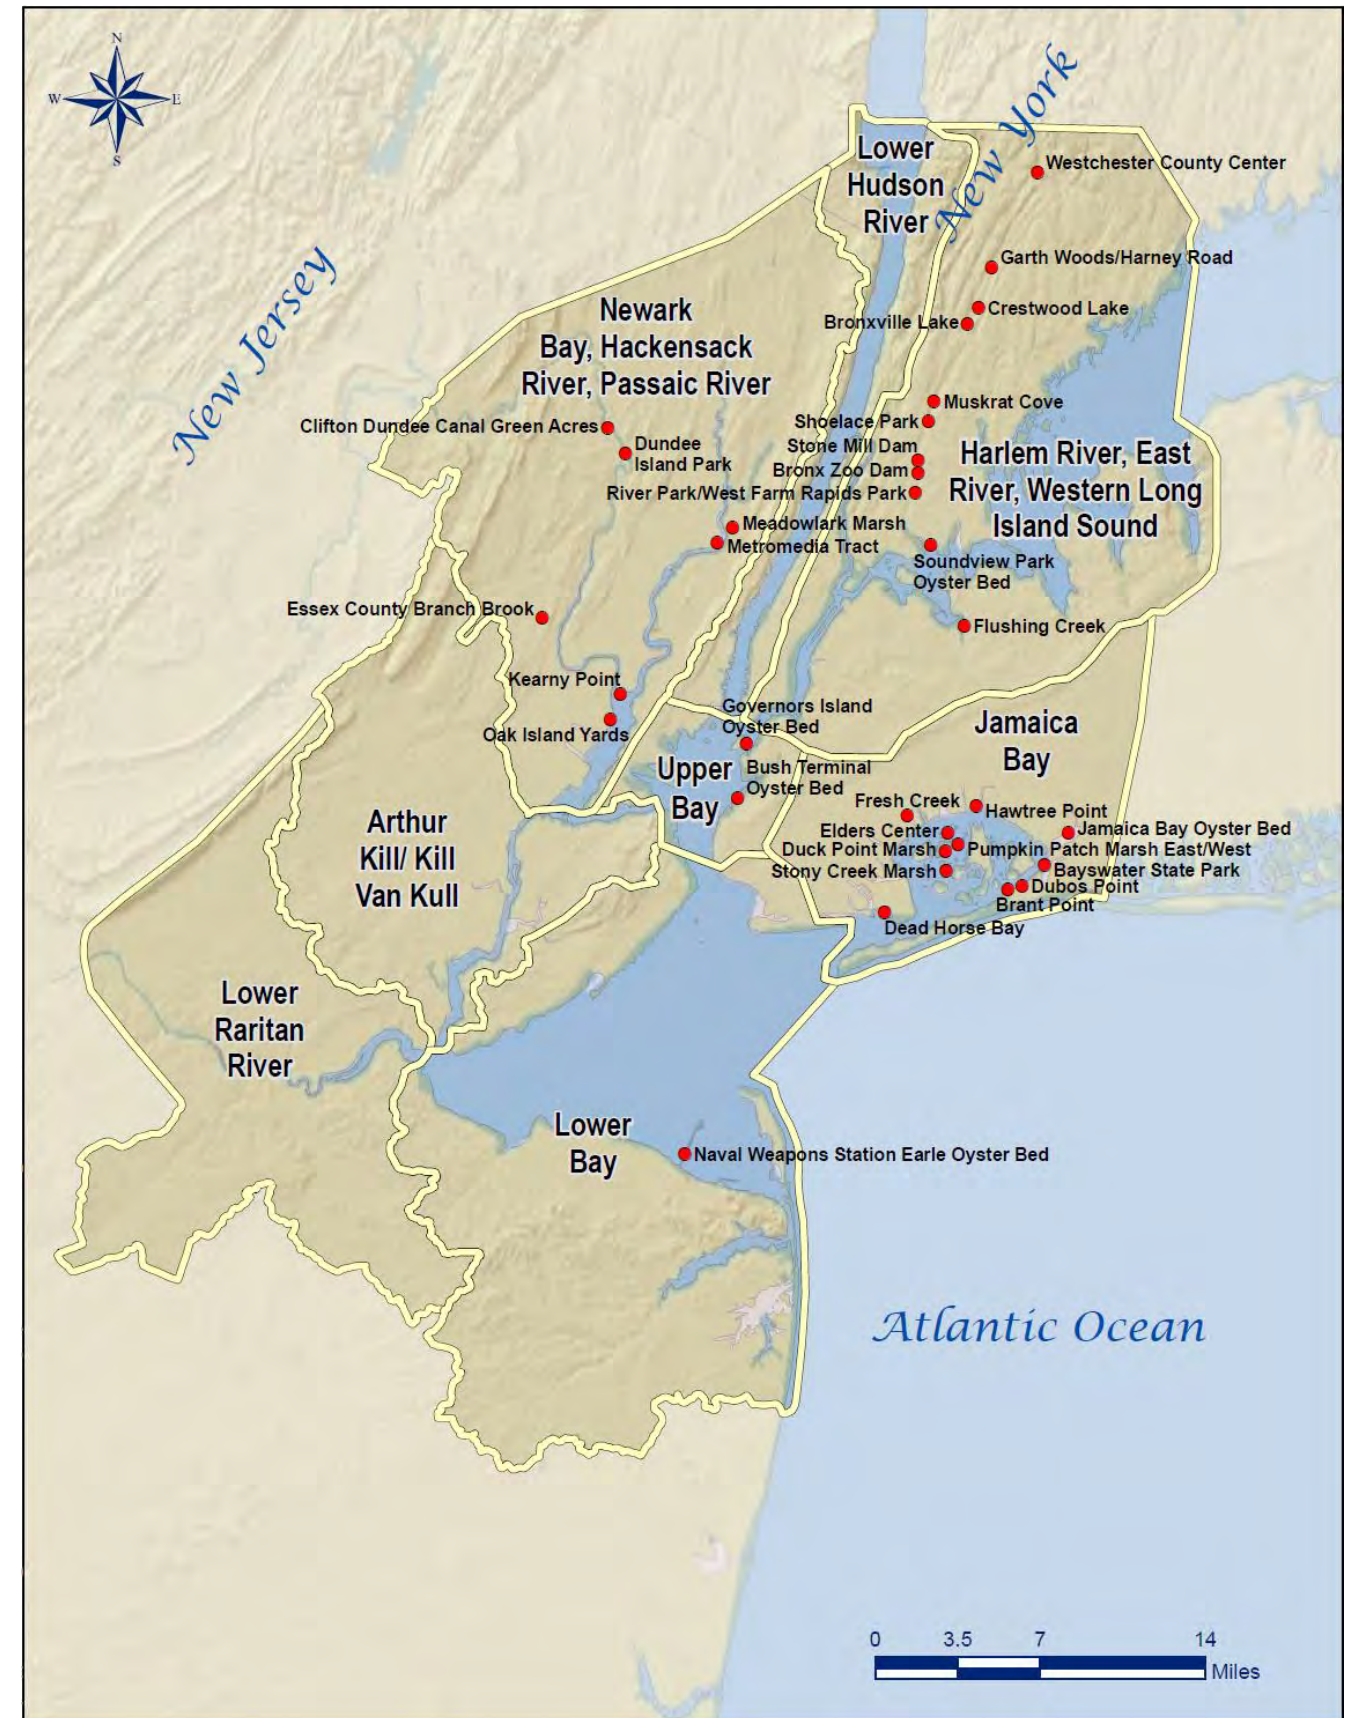 N
W
E
S
New Jersey
New York
Lower
Hudson
River
Westchester County Center
Garth Woods/Harney Road
Crestwood Lake
Bronxville Lake
Newark
Bay, Hackensack
River, Passaic River
Muskrat Cove
Shoelace Park
Clifton Dundee Canal Green Acres
Dundee
Island Park
Stone Mill Dam
Bronx Zoo Dam
River Park/West Farm Rapids Park
Harlem River, East
River, Western Long
Island Sound
Meadowlark Marsh
Metromedia Tract
Soundview Park
Oyster Bed
Essex County Branch Brook
Flushing Creek
Kearny Point
Oak Island Yards
Governors Island
Oyster Bed
Jamaica
Bay
Upper
Bay
Bush Terminal
Oyster Bed
Fresh Creek
Hawtree Point
Elders Center
Jamaica Bay Oyster Bed
Duck Point Marsh
Pumpkin Patch Marsh East/West
Stony Creek Marsh
Bayswater State Park
Dubos Point
Brant Point
Dead Horse Bay
Arthur
Kill/ Kill
Van Kull
Lower
Raritan
River
Lower
Bay
Naval Weapons Station Earle Oyster Bed
Atlantic Ocean
0 3.5 7 14
Miles